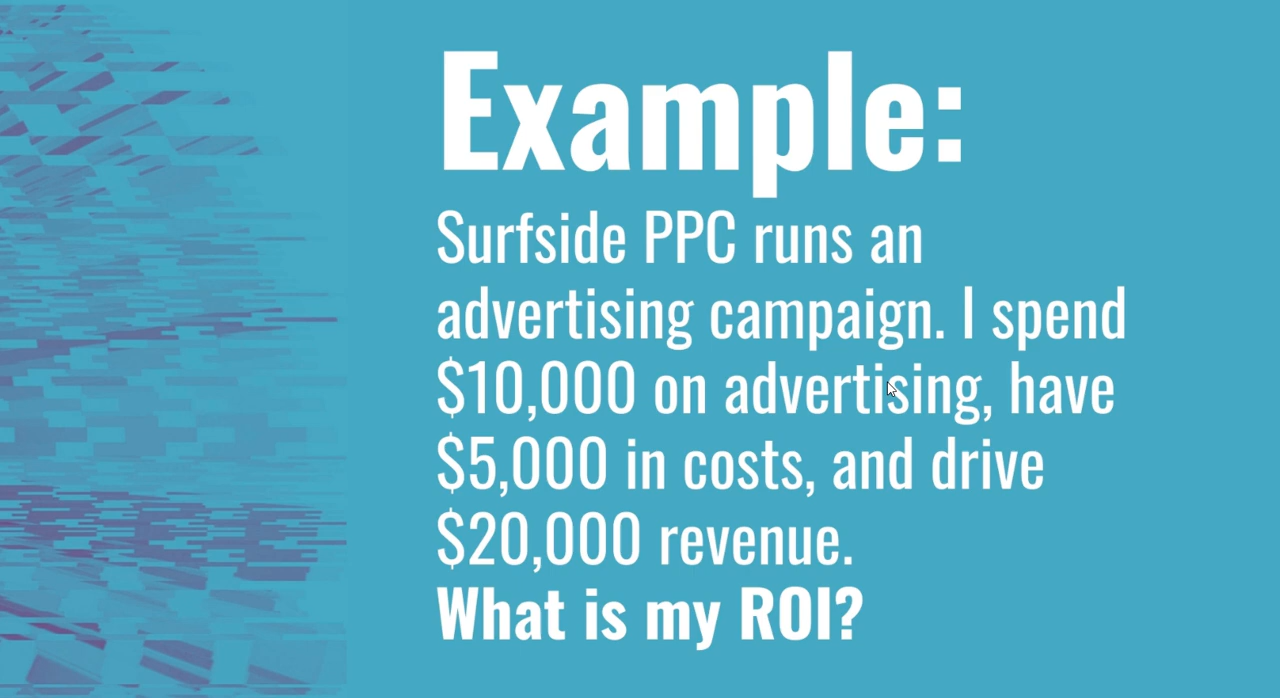 Example:
Surfside PPC runs an
advertising campaign. I spend
$10,000 on advertising, have
$5,000 in costs, and drive
$20,000 revenue.
What is my ROI?